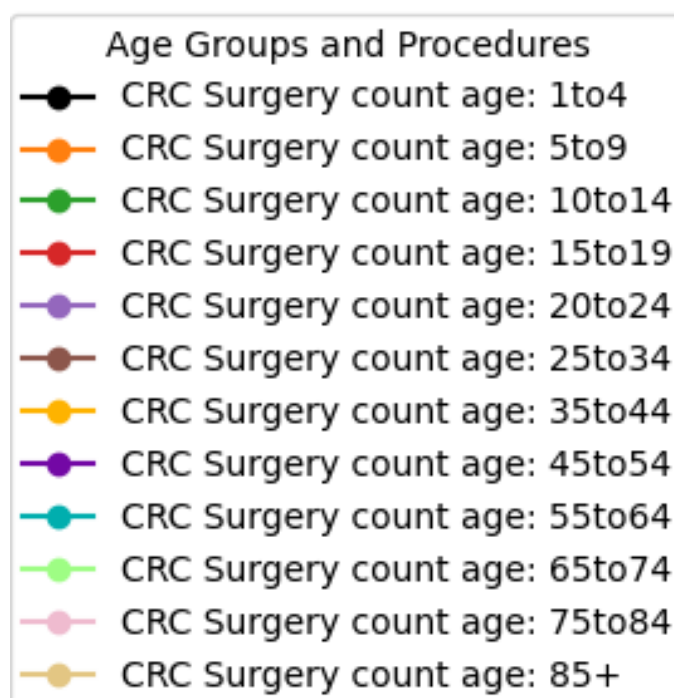 Age Groups and Procedures
CRC Surgery count age: 1to4
CRC Surgery count age: 5to9
CRC Surgery count age: 10to14
CRC Surgery count age: 15to19
CRC Surgery count age: 20to24
CRC Surgery count age: 25to34
CRC Surgery count age: 35to44
CRC Surgery count age: 45to54
CRC Surgery count age: 55to64
CRC Surgery count age: 65to74
CRC Surgery count age: 75to84
CRC Surgery count age: 85+